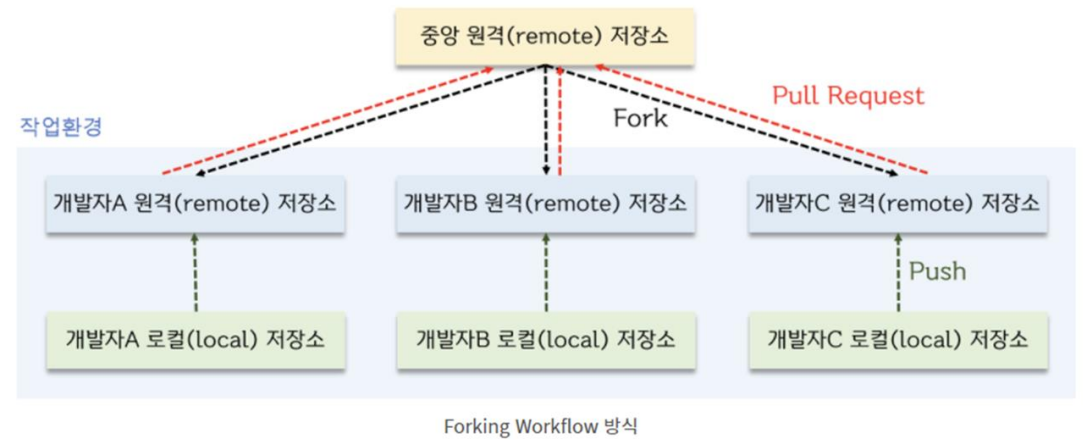 중앙 원격(remote) 저장소
Pull Request
Fork
작업환경
개발자A 원격(remote) 저장소
개발자B 원격(remote) 저장소
개발자C 원격(remote) 저장소
Push
개발자A 로컬(local) 저장소
개발자B 로컬(local) 저장소
개발자C 로컬(local) 저장소
Forking Workflow 방식